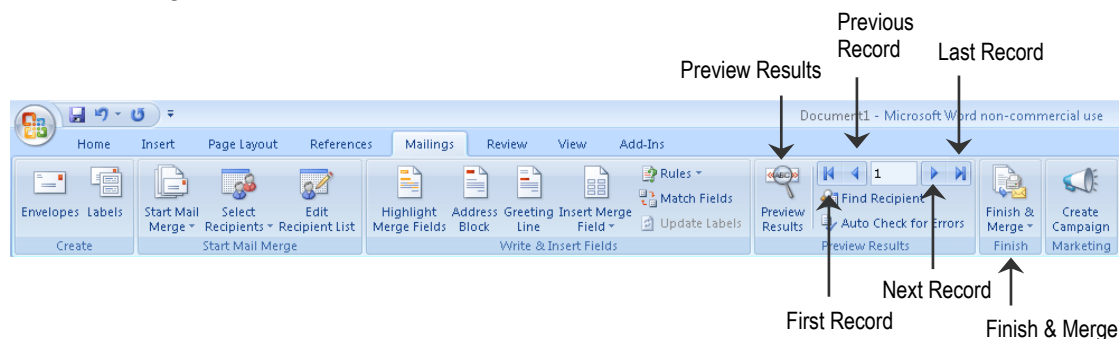 Previous
Record
Last Record
Preview Results
Document1 - Microsoft Word non-commercial use
Home Insert Page Layout References Mailings Review View Add-Ins
«ABC»
1
Rules
Match Fields
Update Labels
Find Recipient
Auto Check for Errors
Envelopes Labels
Start Mail
Merge
Select
Recipients
Edit
Recipient List
Highlight
Merge Fields
Address
Block
Greeting
Line
Insert Merge
Field
Preview
Results
Finish &
Merge
Create
Campaign
Create
Start Mail Merge
Write & Insert Fields
Preview Results
Finish
Marketing
Next Record
First Record
Finish & Merge